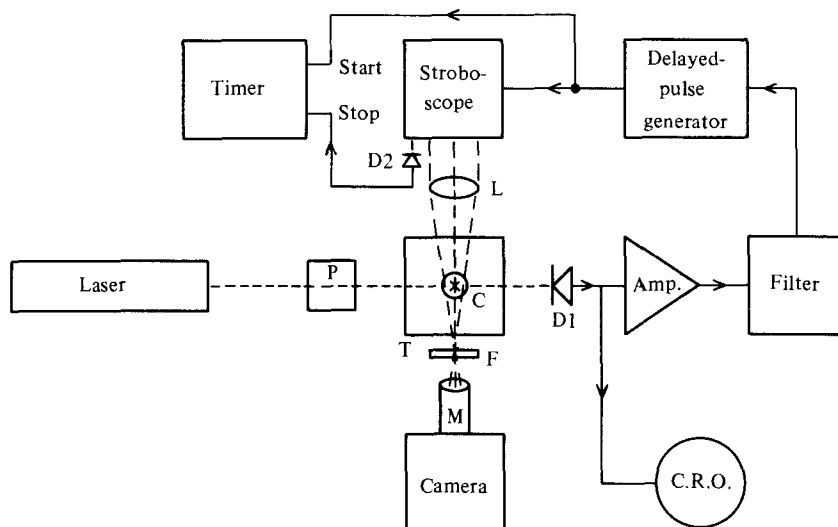 Timer
Start
Stop
Strobo-
scope
Delayed-
pulse
generator
D2
L
Laser
P
C
D1
Amp.
Filter
T
F
M
Camera
C.R.O.